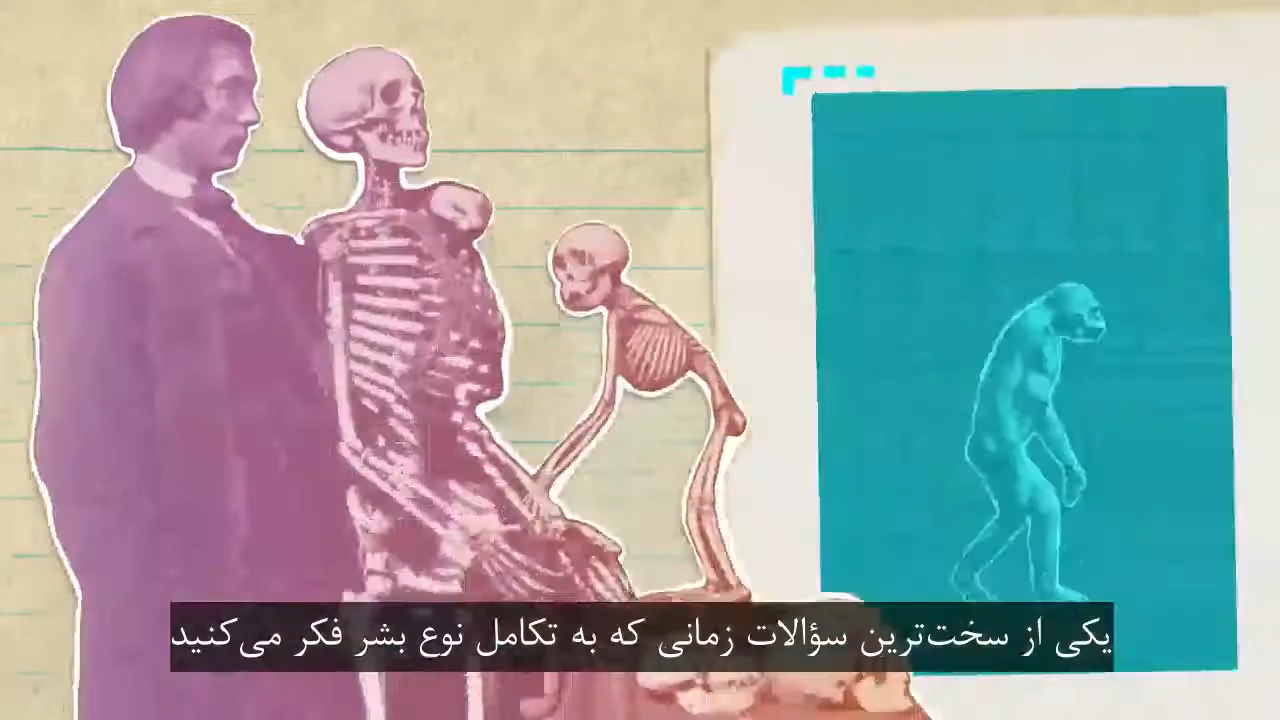 یکی از سخت‌ترین سؤالات زمانی که به تکامل نوع بشر فکر می‌کنید